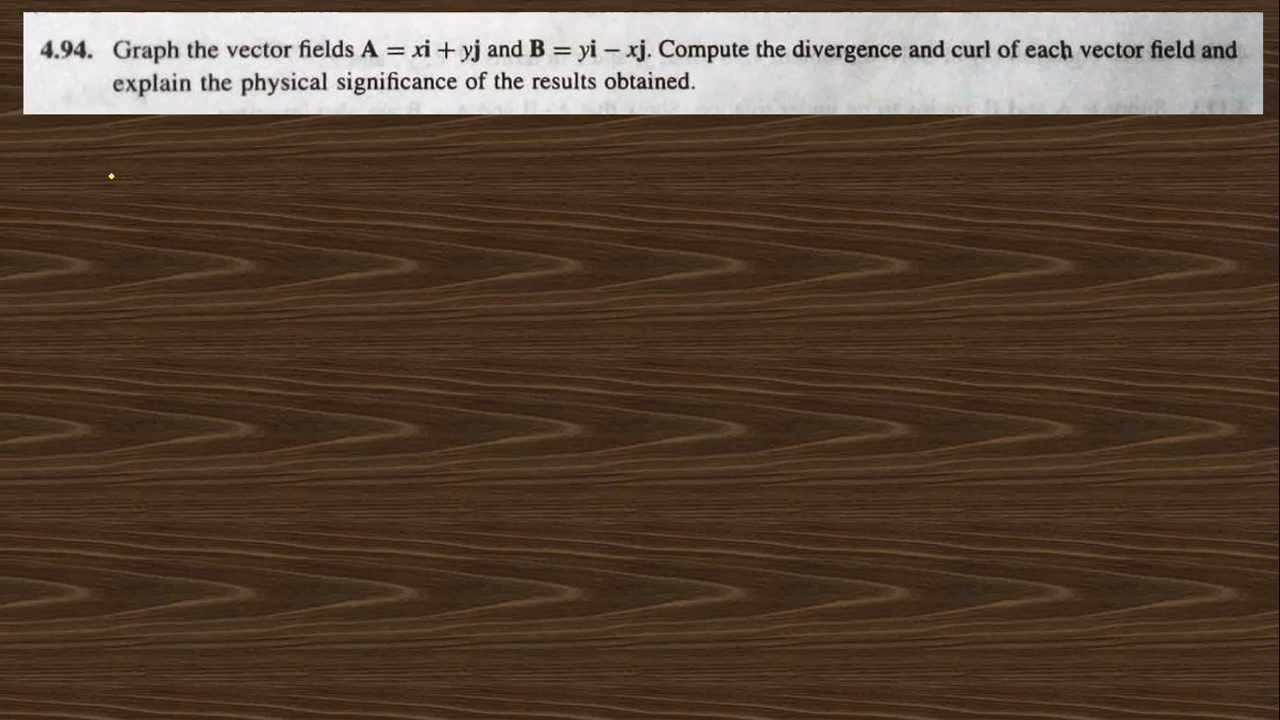 4.94. Graph the vector fields A = xi + yj and B = yi − xj. Compute the divergence and curl of each vector field and
explain the physical significance of the results obtained.